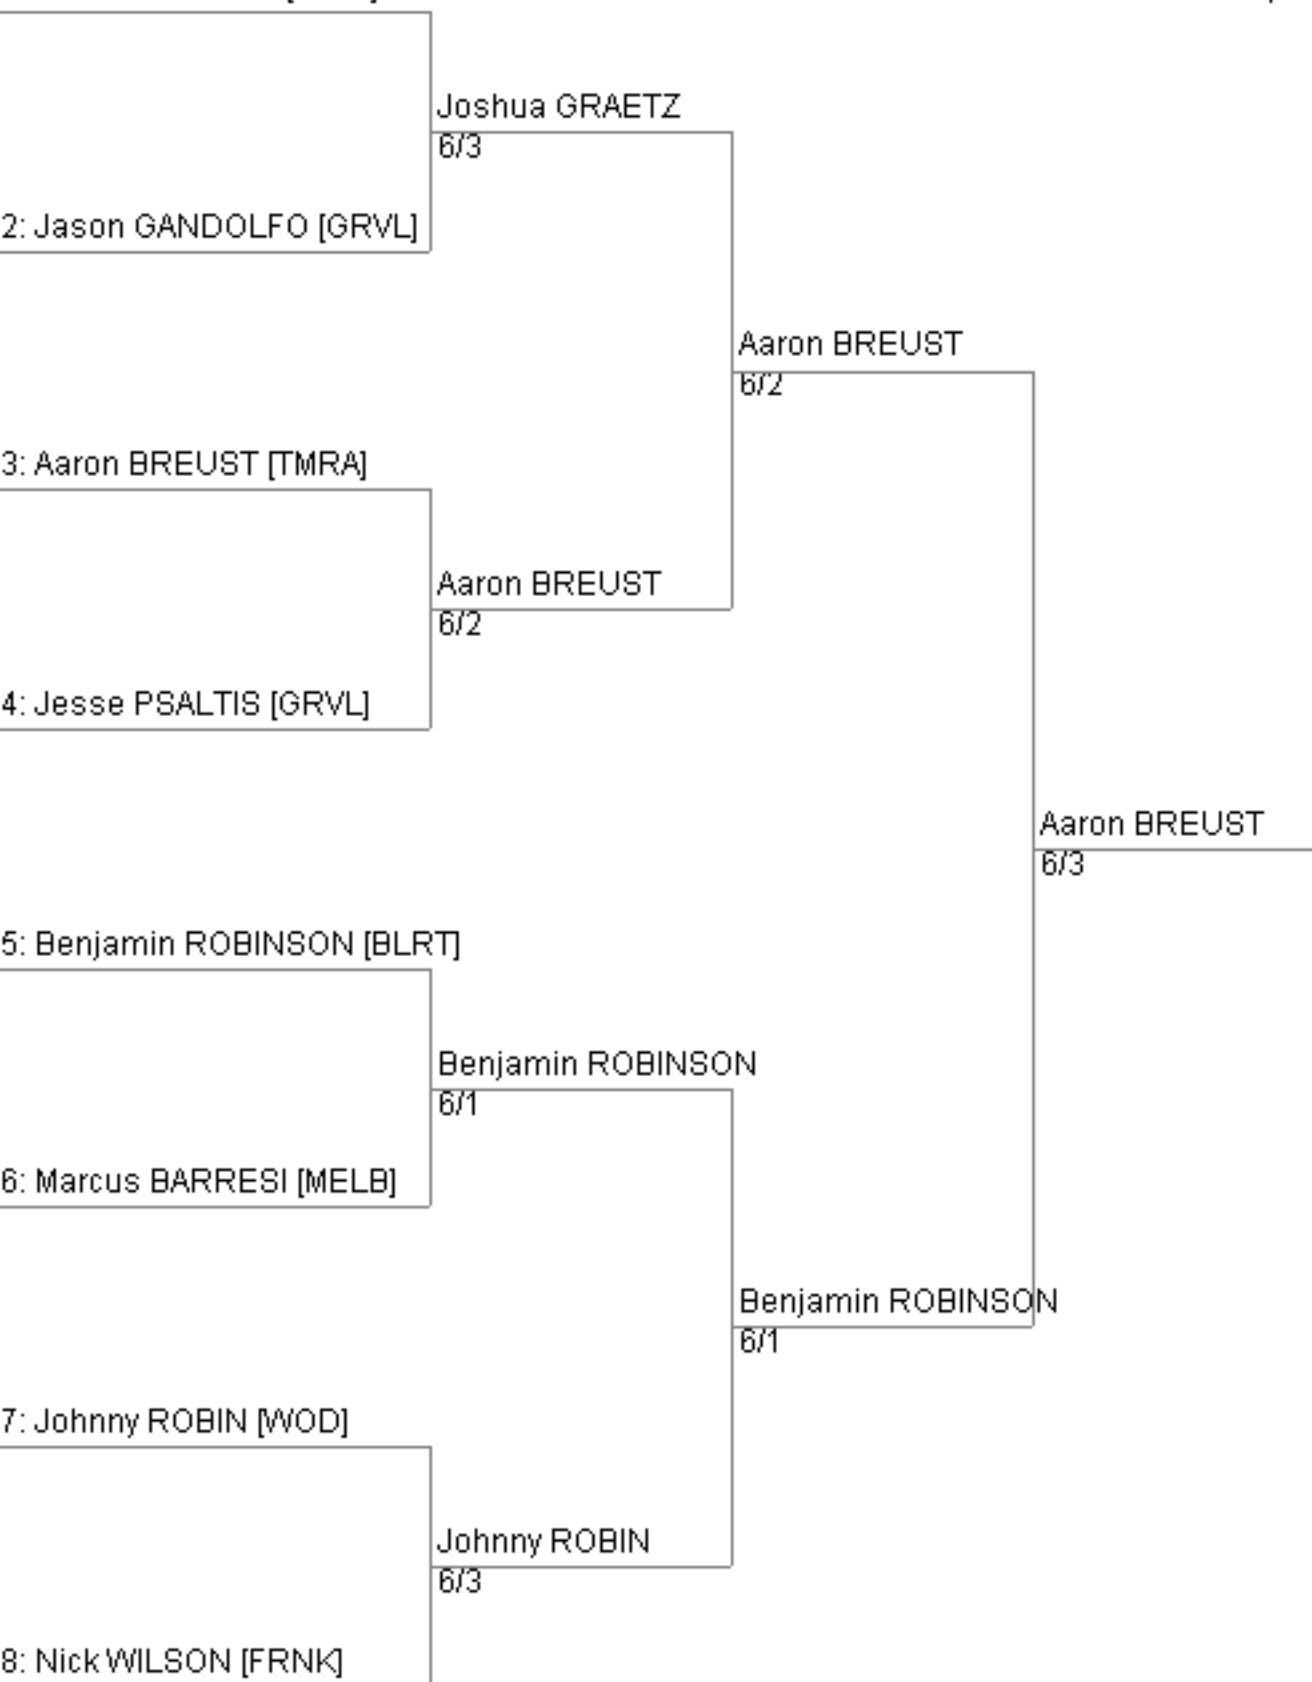 Joshua GRAETZ
6/3
2: Jason GANDOLFO [GRVL]
Aaron BREUST
6/2
3: Aaron BREUST [TMRA]
Aaron BREUST
6/2
4: Jesse PSALTIS [GRVL]
Aaron BREUST
6/3
5: Benjamin ROBINSON [BLRT]
Benjamin ROBINSON
6/1
6: Marcus BARRESI [MELB]
Benjamin ROBINSON
6/1
7: Johnny ROBIN [WOD]
Johnny ROBIN
6/3
8: Nick WILSON [FRNK]